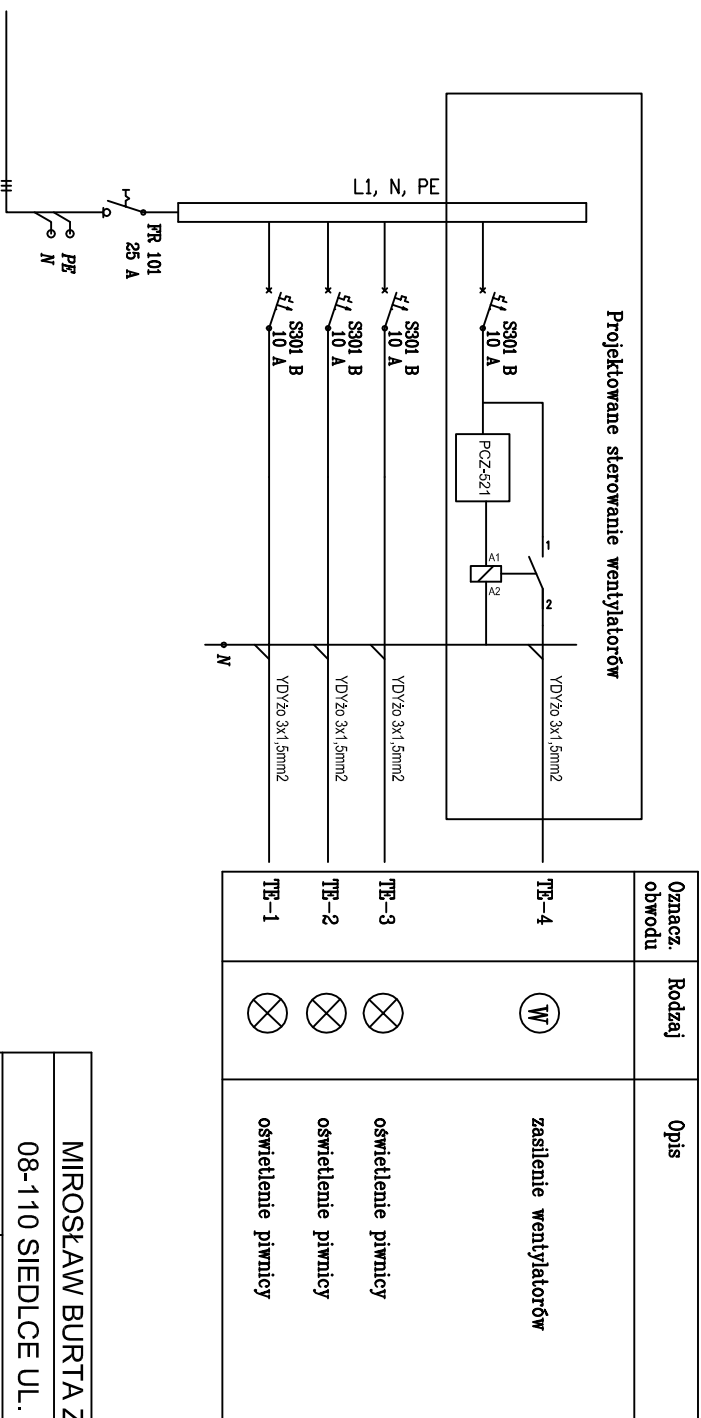 Projektowane sterowanie wentylatorów
L1, N, PE
FR 101
25 A
PE
N
S301 B
10 A
S301 B
10 A
S301 B
10 A
S301 B
10 A
PCZ-521
A1
A2
1
2
N
YDYżo 3x1,5mm2
YDYżo 3x1,5mm2
YDYżo 3x1,5mm2
YDYżo 3x1,5mm2
Oznacz. obwodu
Rodzaj
Opis
TE-4
W
zasilenie wentylatorów
TE-3
oświetlenie piwnicy
TE-2
oświetlenie piwnicy
TE-1
oświetlenie piwnicy
MIROSŁAW BURTA
08-110 SIEDLCE UL.